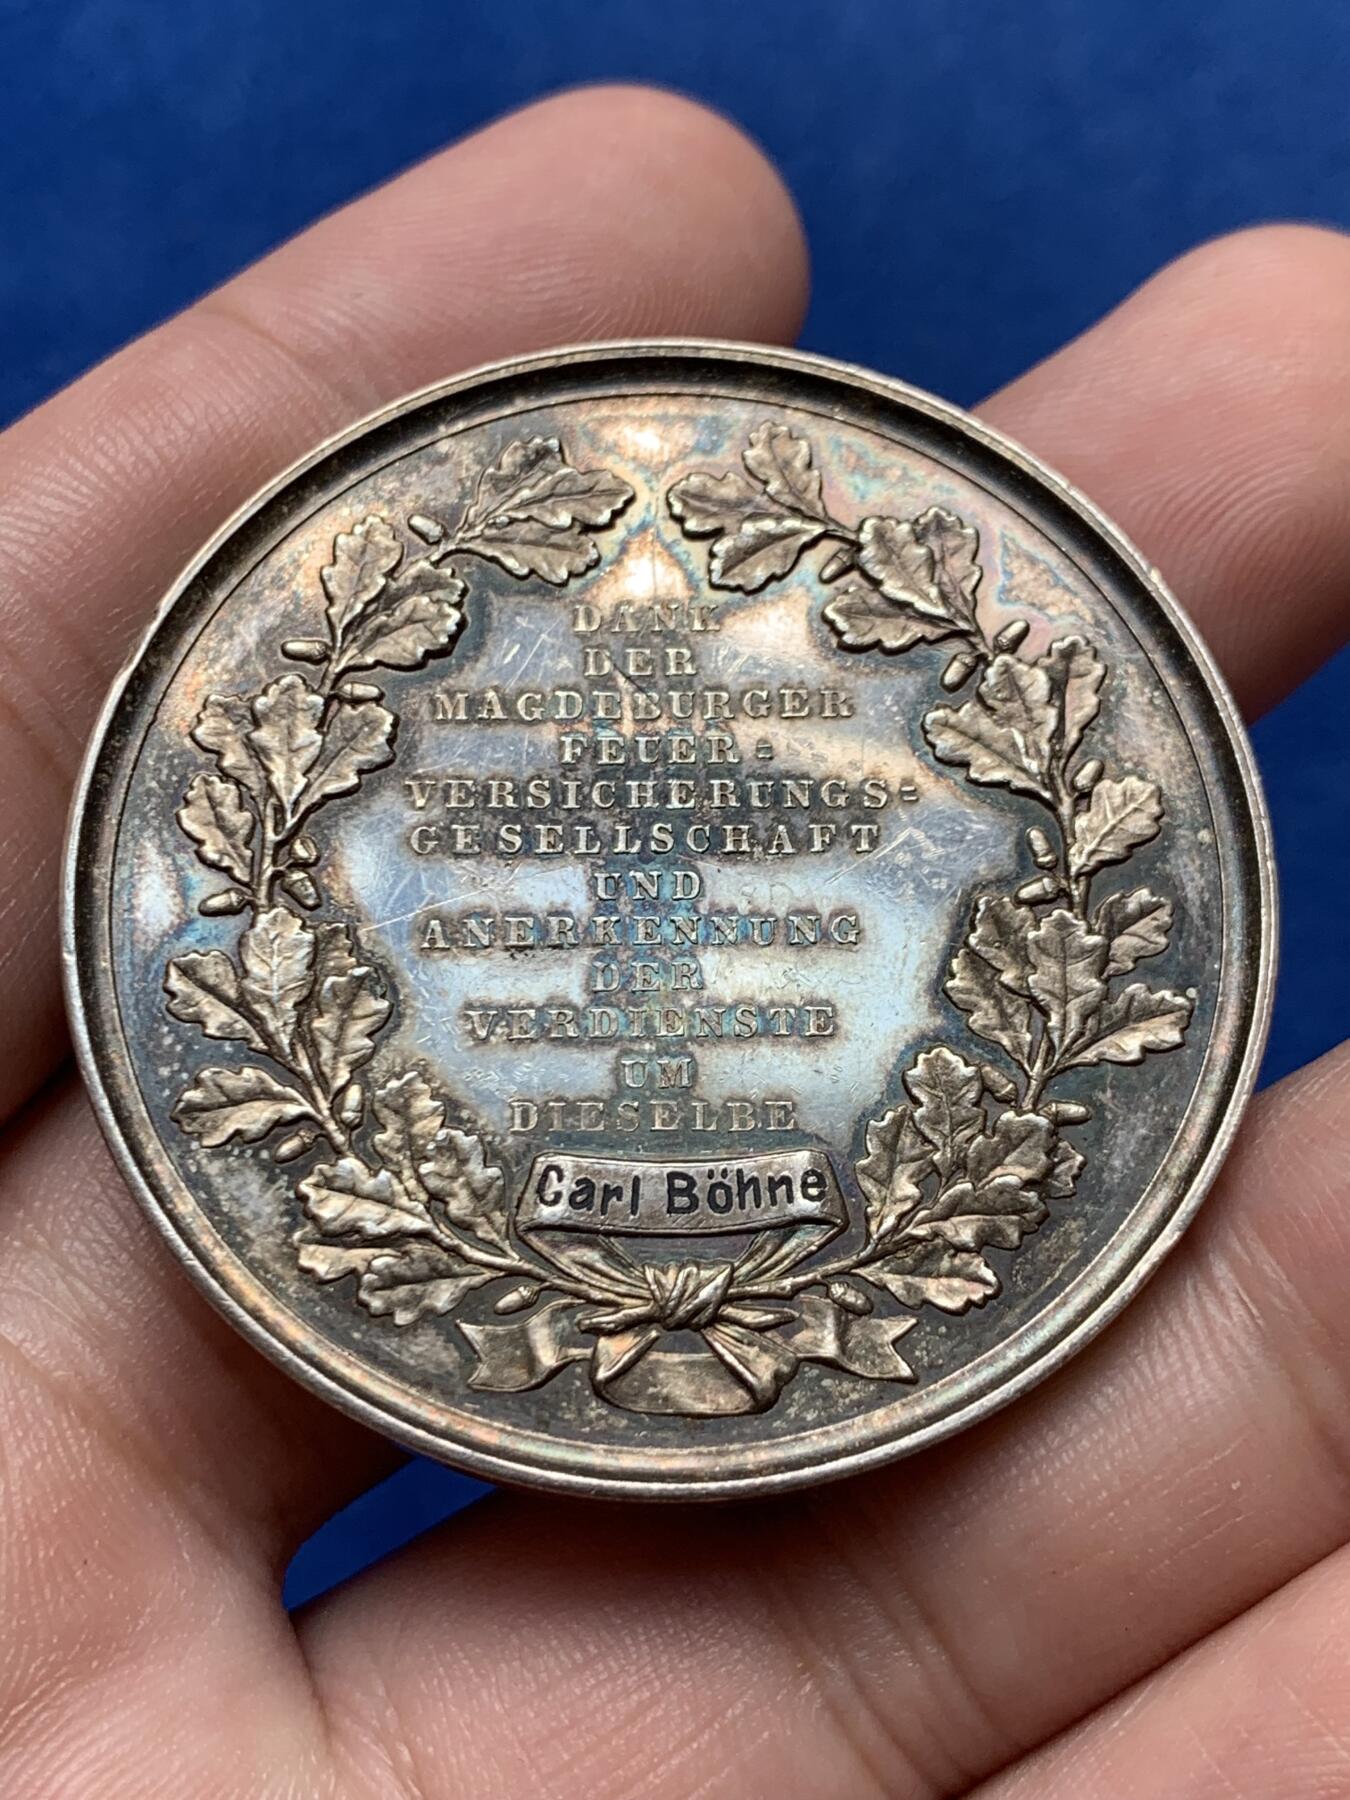 DANK
DER
MAGDEBURGER
FEUER=
VERSICHERUNGS=
GESELLSCHAFT
UND
ANERKENNUNG
DER
VERDIENSTE
UM
DIESELBE
Carl Böhne